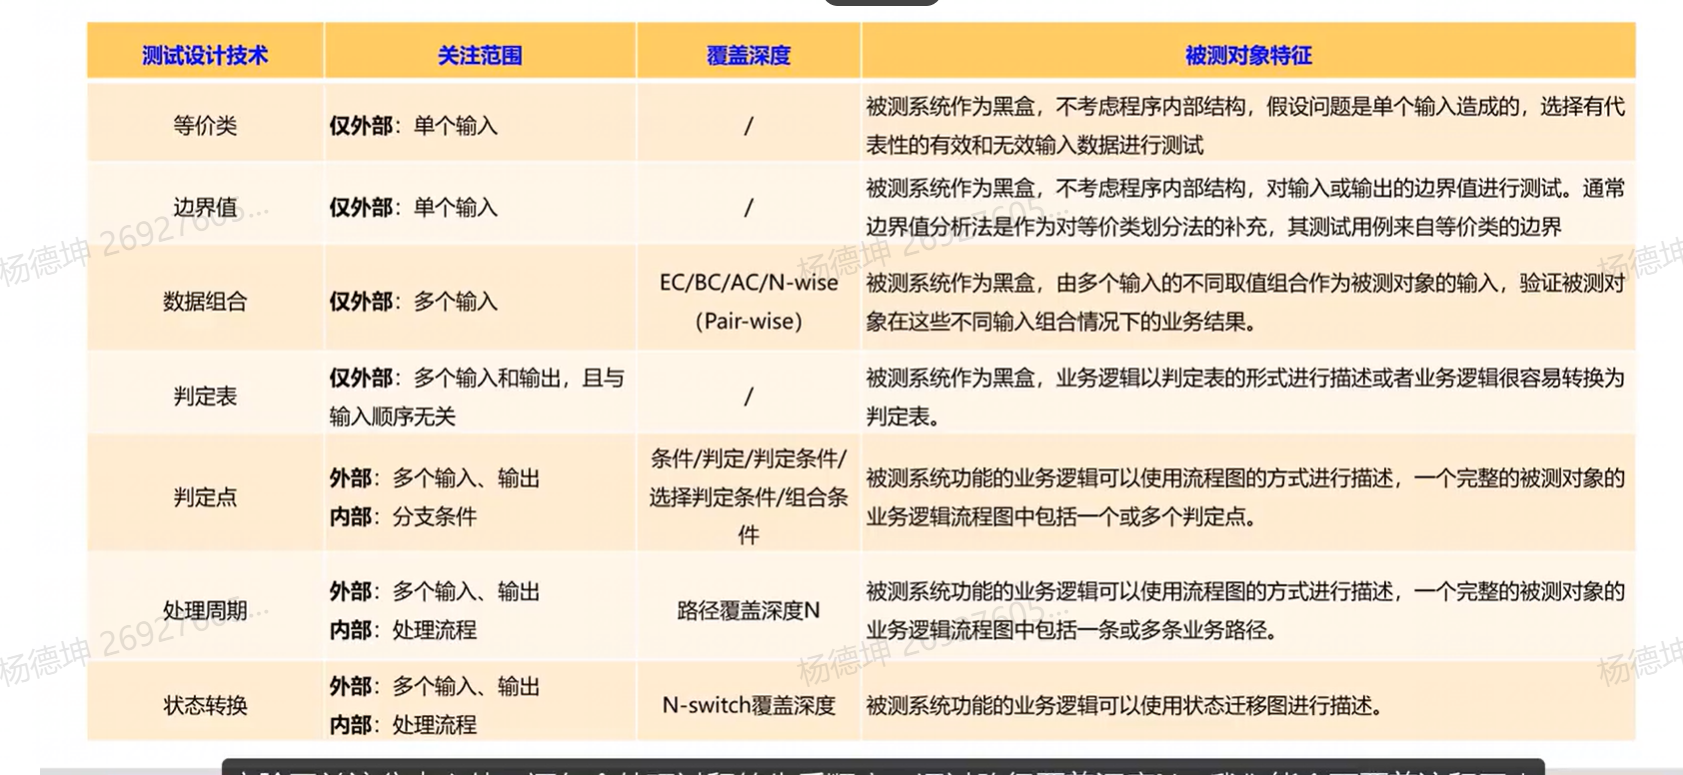 测试设计技术 关注范围 覆盖深度 被测对象特征
等价类
仅外部：单个输入
/
被测系统作为黑盒，不考虑程序内部结构，假设问题是单个输入造成的，选择有代
表性的有效和无效输入数据进行测试
边界值
仅外部：单个输入
/
被测系统作为黑盒，不考虑程序内部结构，对输入或输出的边界值进行测试。通常
边界值分析法是作为对等价类划分法的补充，其测试用例来自等价类的边界
数据组合
仅外部：多个输入
EC/BC/AC/N-wise
（Pair-wise）
被测系统作为黑盒，由多个输入的不同取值组合作为被测对象的输入，验证被测对
象在这些不同输入组合情况下的业务结果。
判定表
仅外部：多个输入和输出，且与
输入顺序无关
/
被测系统作为黑盒，业务逻辑以判定表的形式进行描述或者业务逻辑很容易转换为
判定表。
判定点
外部：多个输入、输出
内部：分支条件
条件/判定/判定条件/
选择判定条件/组合条
件
被测系统功能的业务逻辑可以使用流程图的方式进行描述，一个完整的被测对象的
业务逻辑流程图中包括一个或多个判定点。
处理周期
外部：多个输入、输出
内部：处理流程
路径覆盖深度N
被测系统功能的业务逻辑可以使用流程图的方式进行描述，一个完整的被测对象的
业务逻辑流程图中包括一条或多条业务路径。
状态转换
外部：多个输入、输出
内部：处理流程
N-switch覆盖深度
被测系统功能的业务逻辑可以使用状态迁移图进行描述。
杨德坤 26927605...
杨德坤 26927605...
杨德坤
杨德坤 26927605...
杨德坤 26927605...
杨德坤